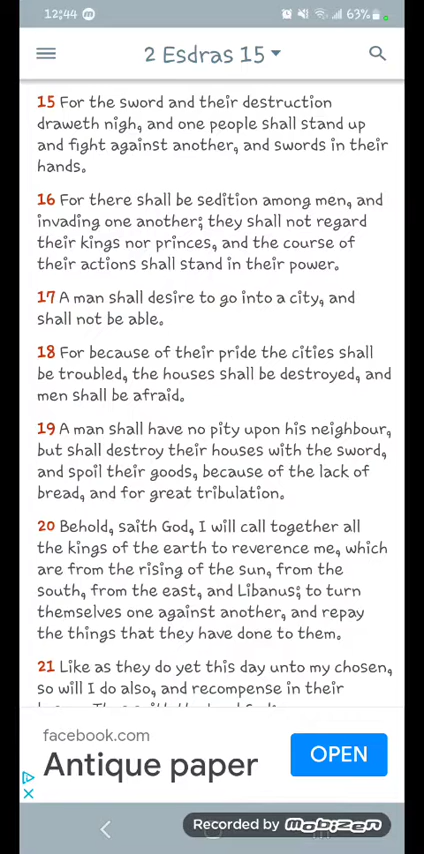 12:44
63%
2 Esdras 15
15 For the sword and their destruction
draweth nigh, and one people shall stand up
and fight against another, and swords in their
hands.
16 For there shall be sedition among men, and
invading one another; they shall not regard
their kings nor princes, and the course of
their actions shall stand in their power.
17 A man shall desire to go into a city, and
shall not be able.
18 For because of their pride the cities shall
be troubled, the houses shall be destroyed, and
men shall be afraid.
19 A man shall have no pity upon his neighbour,
but shall destroy their houses with the sword,
and spoil their goods, because of the lack of
bread, and for great tribulation.
20 Behold, saith God, I will call together all
the kings of the earth to reverence me, which
are from the rising of the sun, from the
south, from the east, and Libanus; to turn
themselves one against another, and repay
the things that they have done to them.
21 Like as they do yet this day unto my chosen,
so will I do also, and recompense in their
facebook.com
Antique paper
OPEN
Recorded by mobizen